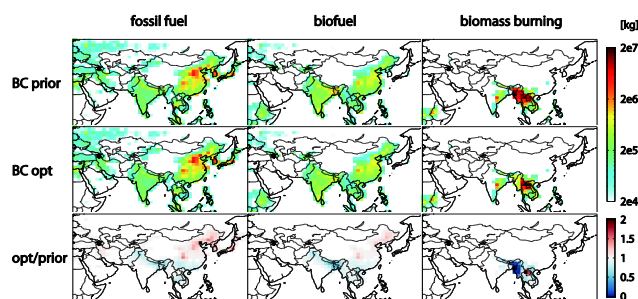 fossil fuel biofuel biomass burning
[kg]
BC prior
2e7
2e6
BC opt
2e5
2e4
opt/prior
2
1.5
1
0.5
0